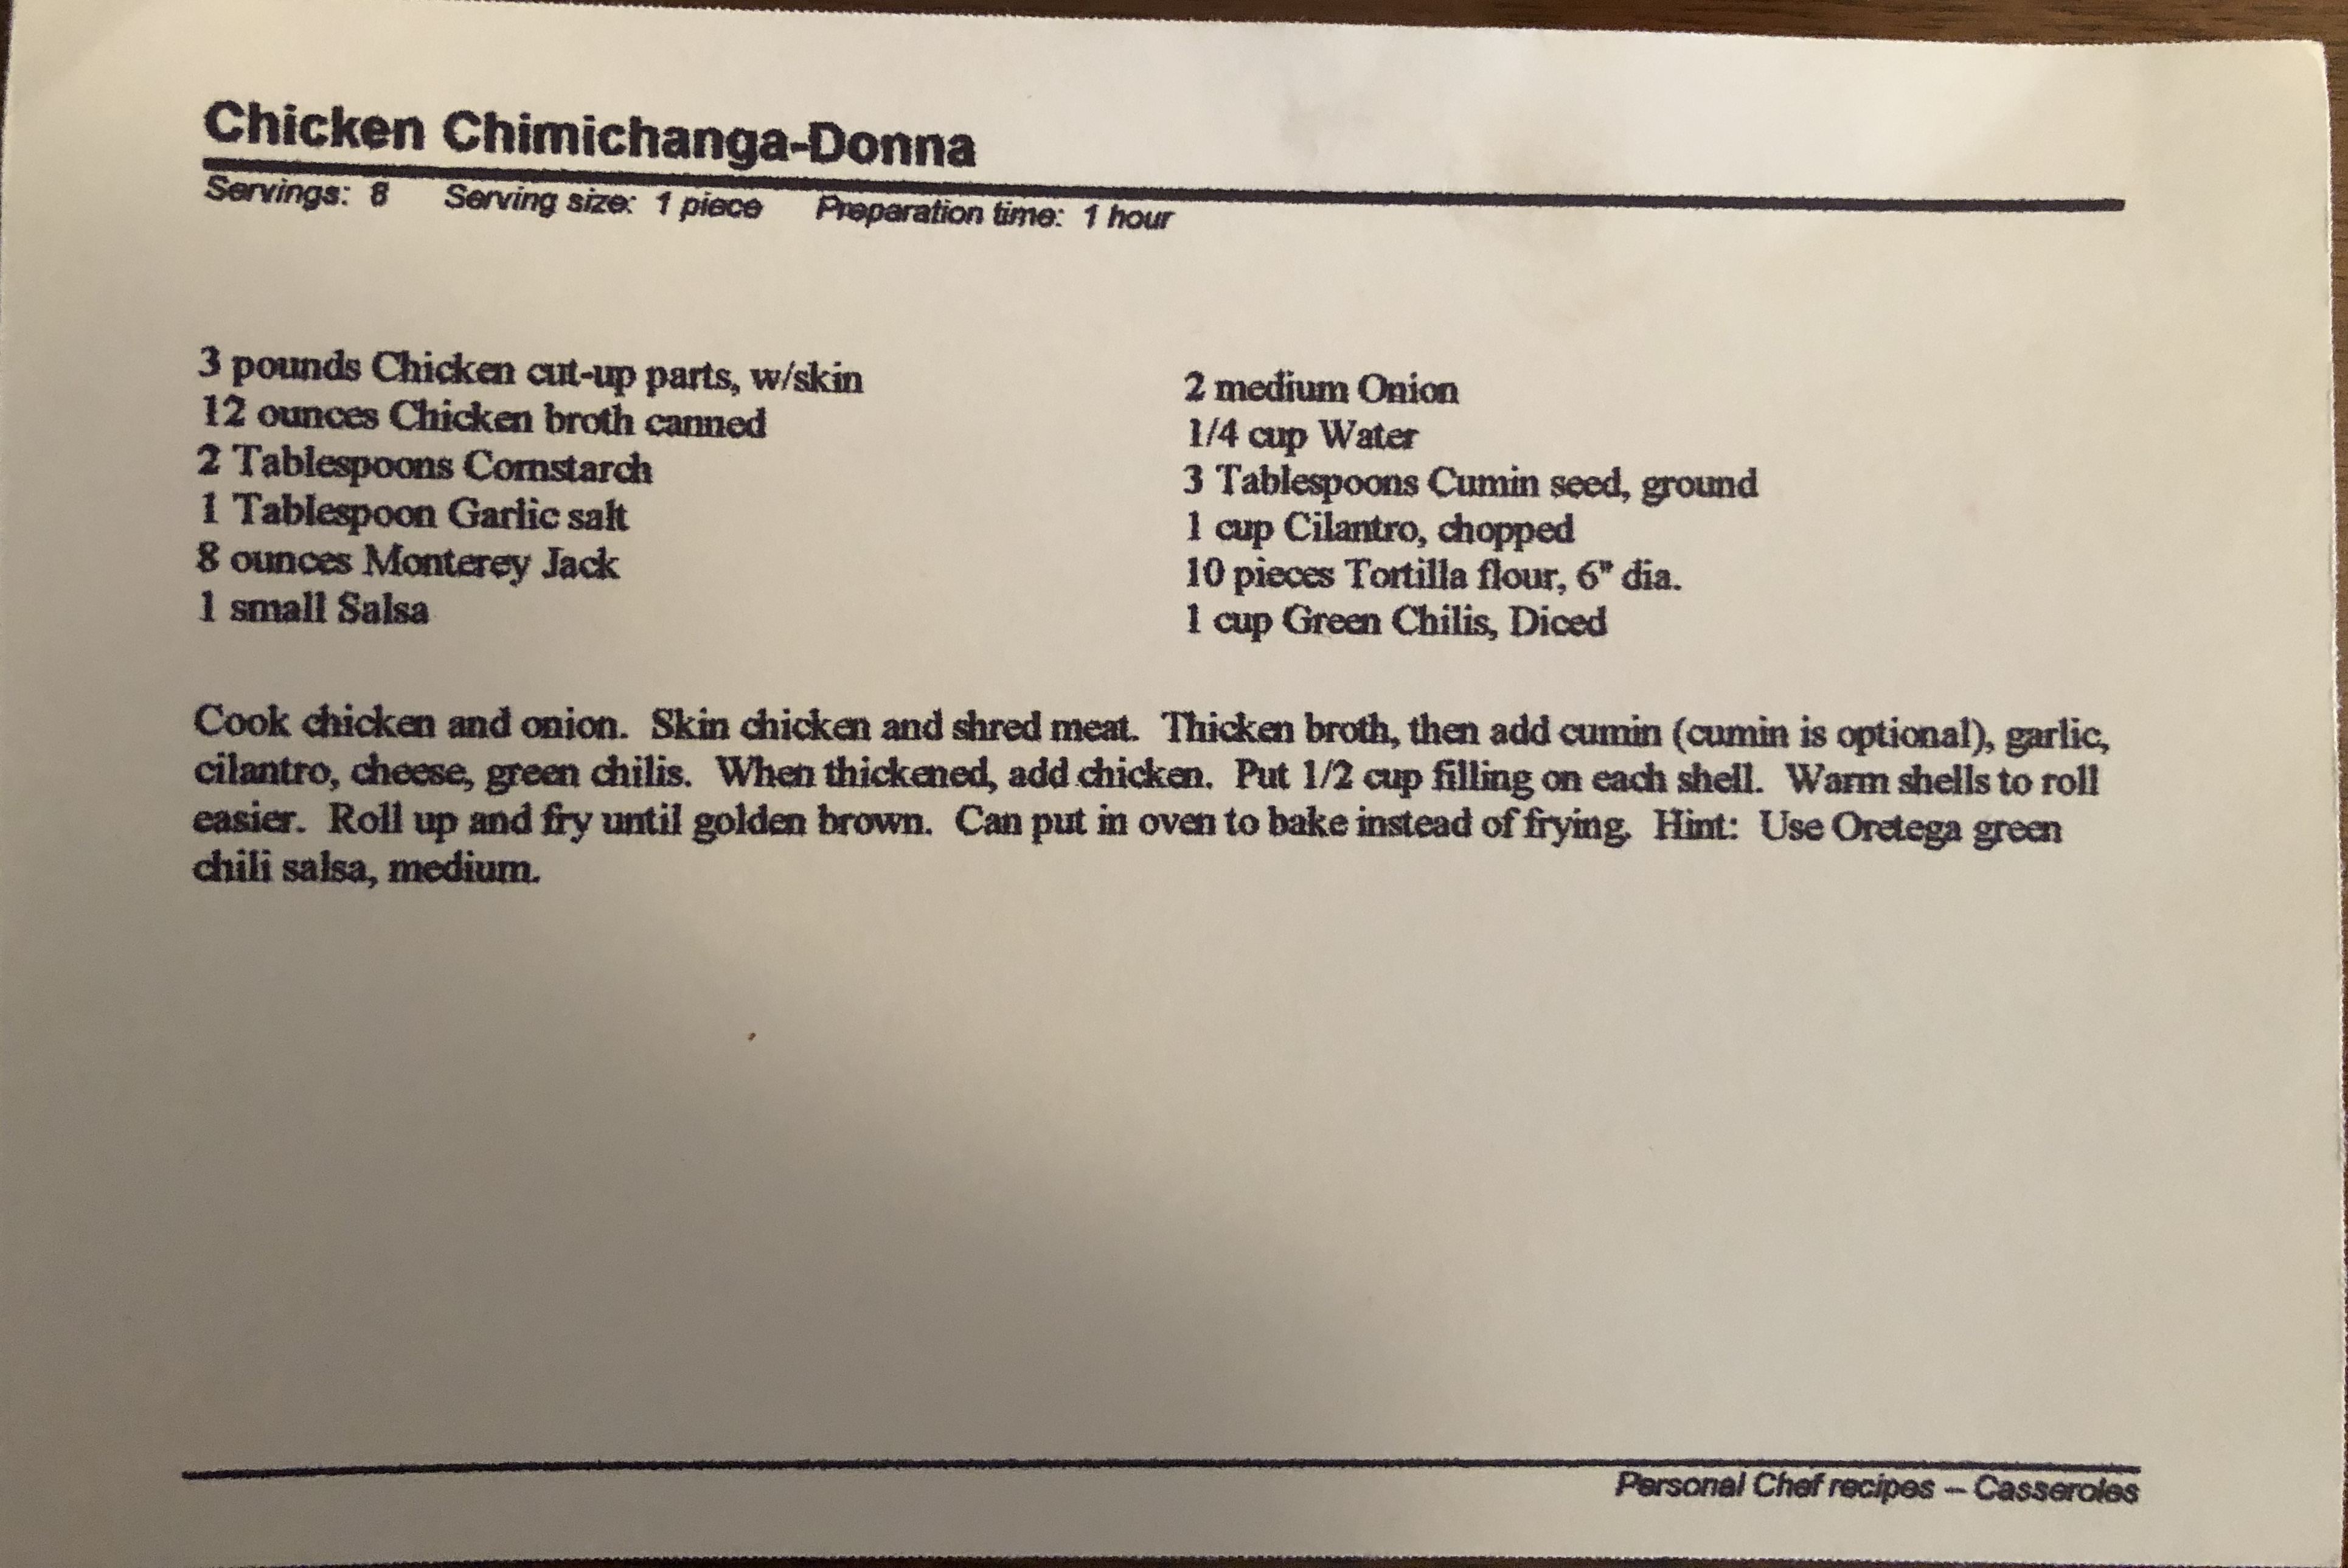 Chicken Chimichanga-Donna
Servings: 8 Serving size: 1 piece Preparation time: 1 hour
3 pounds Chicken cut-up parts, w/skin
12 ounces Chicken broth canned
2 Tablespoons Cornstarch
1 Tablespoon Garlic salt
8 ounces Monterey Jack
1 small Salsa
2 medium Onion
1/4 cup Water
3 Tablespoons Cumin seed, ground
1 cup Cilantro, chopped
10 pieces Tortilla flour, 6" dia.
1 cup Green Chilis, Diced
Cook chicken and onion. Skin chicken and shred meat. Thicken broth, then add cumin (cumin is optional), garlic,
cilantro, cheese, green chilis. When thickened, add chicken. Put 1/2 cup filling on each shell. Warm shells to roll
easier. Roll up and fry until golden brown. Can put in oven to bake instead of frying. Hint: Use Oretega green
chili salsa, medium.
Personal Chef recipes -- Casseroles